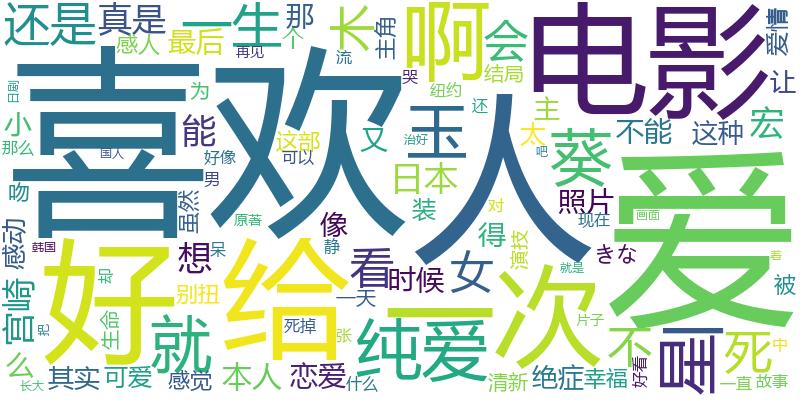 还是
真是
一生
那
长
啊
电影
爱情
感人
最后
个
再见
主角
会
结局
让
日剧
喜欢
为
流
哭
纽约
小
能
这部
又
玉
还
主
太
不能
这种
宏
那么
国人
好像
可以
治好
人
葵
吧
吻
男
日本
爱
虽然
像
装
照片
原著
得
对
现在
画面
感动
韩国
好
想
呆
给
静
看
时候
女
演技
きな
次
就是
着
宫崎
却
别扭
一天
一
被
生命
就
死掉
张
纯爱
片子
不
星
死
中
么
把
长大
其实
可爱
感觉
本人
恋爱
什么
清新
绝症
幸福
好看
一直
故事